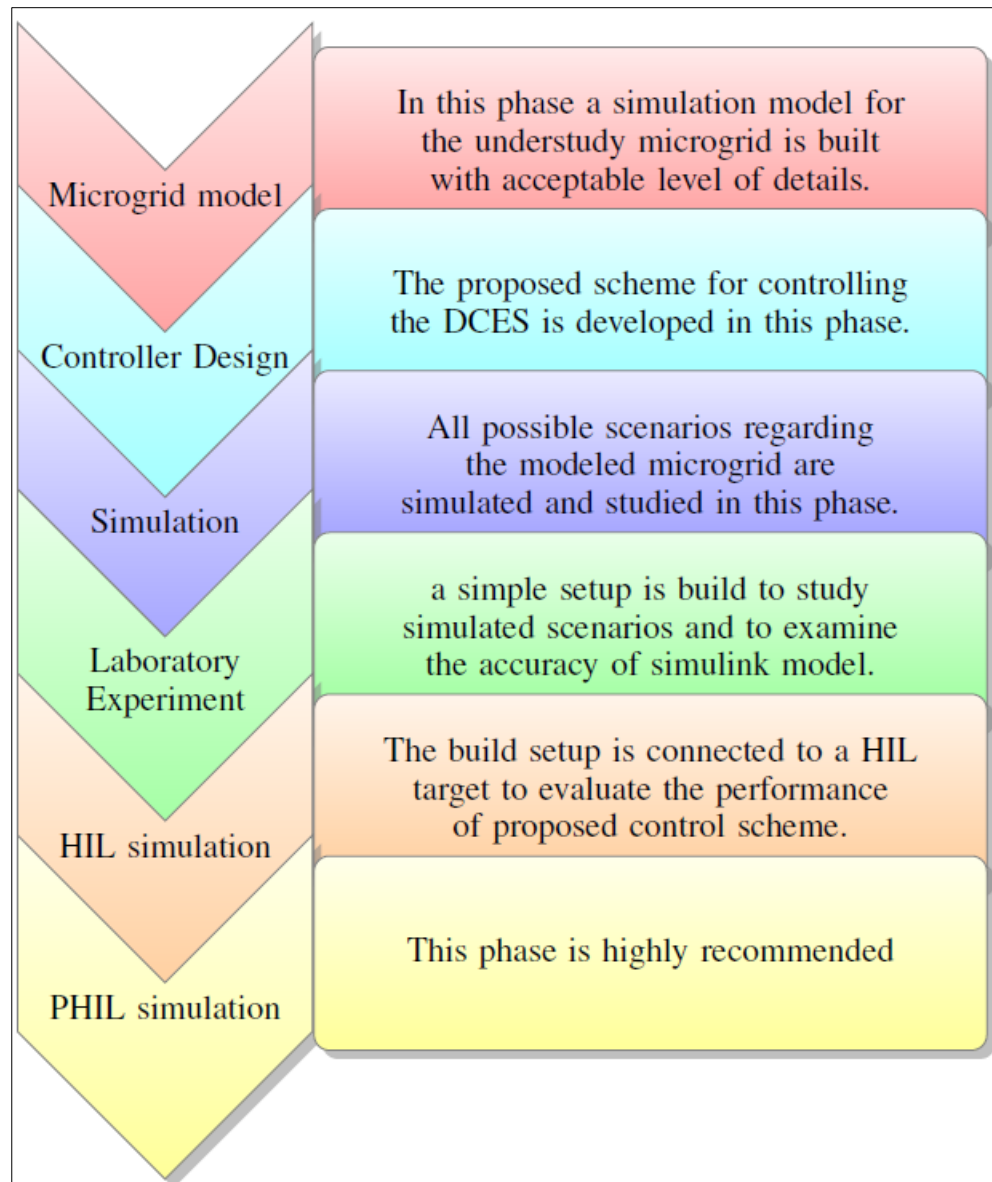 Microgrid model
In this phase a simulation model for
the understudy microgrid is built
with acceptable level of details.
Controller Design
The proposed scheme for controlling
the DCES is developed in this phase.
Simulation
All possible scenarios regarding
the modeled microgrid are
simulated and studied in this phase.
Laboratory
Experiment
a simple setup is build to study
simulated scenarios and to examine
the accuracy of simulink model.
HIL simulation
The build setup is connected to a HIL
target to evaluate the performance
of proposed control scheme.
PHIL simulation
This phase is highly recommended